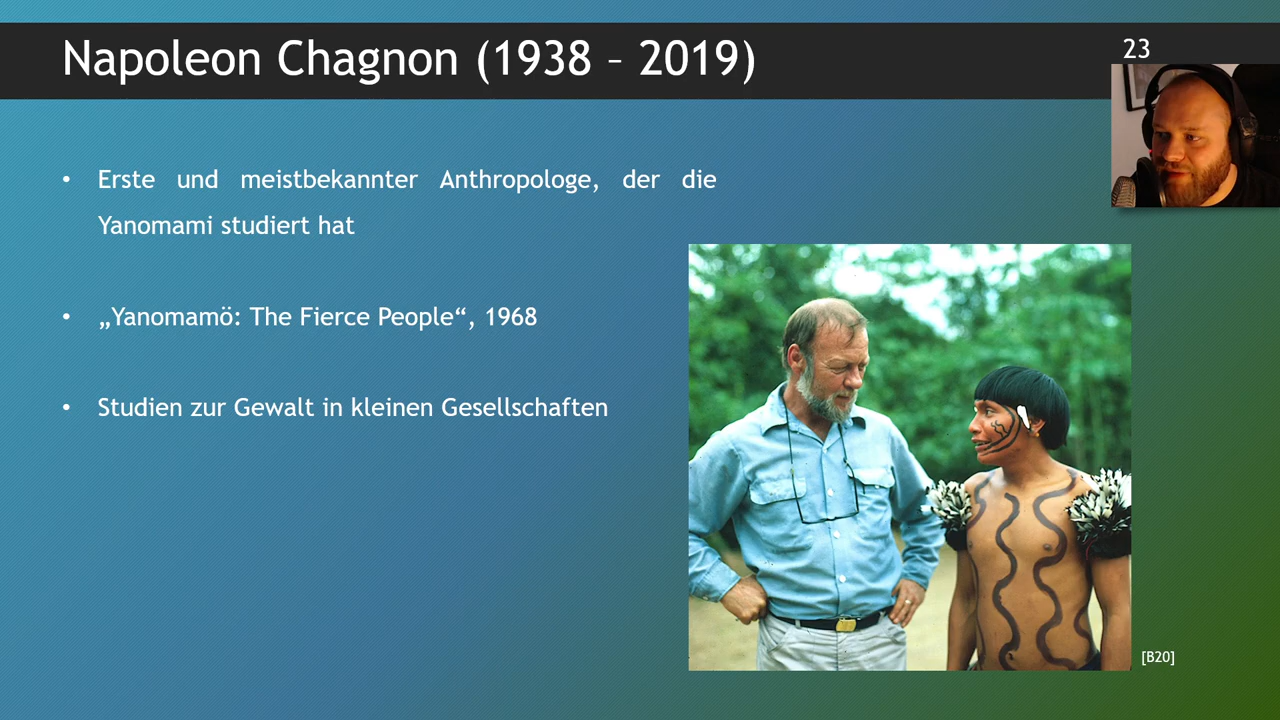 Napoleon Chagnon (1938 – 2019)
23
• Erste und meistbekannter Anthropologe, der die
Yanomami studiert hat
• „Yanomamö: The Fierce People“, 1968
• Studien zur Gewalt in kleinen Gesellschaften
[B20]